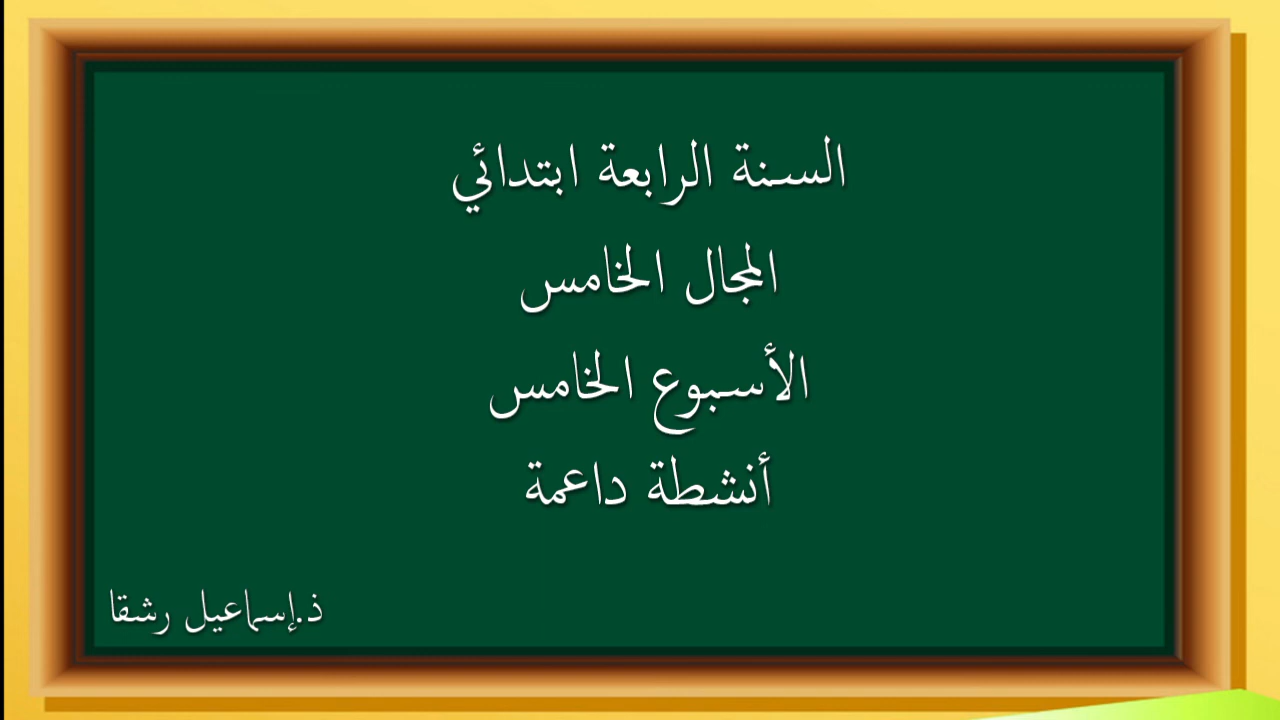 السنة الرابعة ابتدائي
المجال الخامس
الأسبوع الخامس
أنشطة داعمة
ذ.إسماعيل رشقا